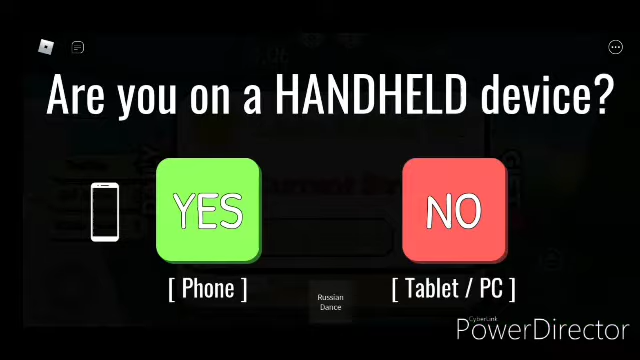 Are you on a HANDHELD device?
YES
NO
[ Phone ]
[ Tablet / PC ]
Russian
Dance
CyberLink
PowerDirector